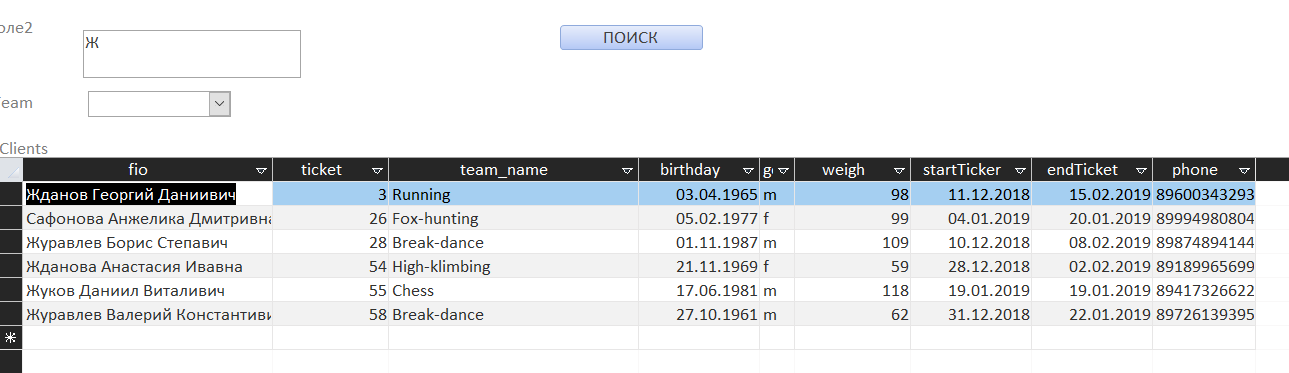 оле2
Ж
ПОИСК
Team
Clients
fio ticket team_name birthday ge weigh startTicker endTicket phone
Жданов Георгий Даниивич 3 Running 03.04.1965 m 98 11.12.2018 15.02.2019 89600343293
Сафонова Анжелика Дмитривна 26 Fox-hunting 05.02.1977 f 99 04.01.2019 20.01.2019 89994980804
Журавлев Борис Степавич 28 Break-dance 01.11.1987 m 109 10.12.2018 08.02.2019 89874894144
Жданова Анастасия Ивавна 54 High-klimbing 21.11.1969 f 59 28.12.2018 02.02.2019 89189965699
Жуков Даниил Виталивич 55 Chess 17.06.1981 m 118 19.01.2019 19.01.2019 89417326622
Журавлев Валерий Константиви 58 Break-dance 27.10.1961 m 62 31.12.2018 22.01.2019 89726139395